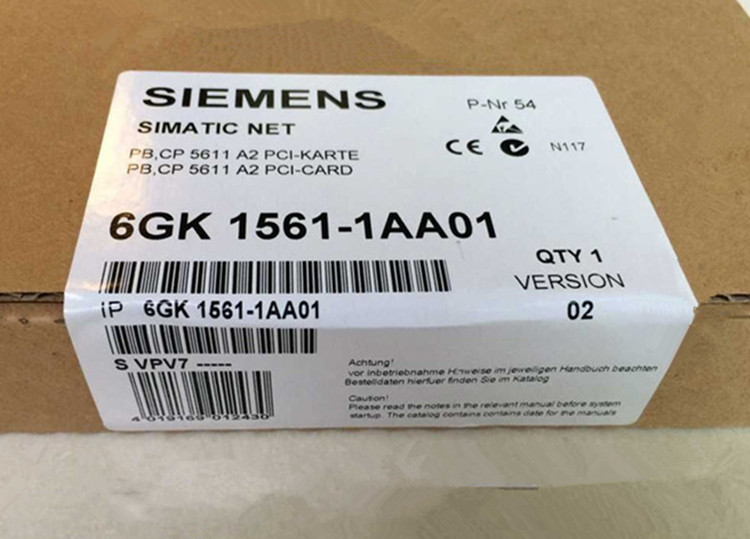 SIEMENS
P-Nr 54
SIMATIC NET
CE
N117
PB,CP 5611 A2 PCI-KARTE
PB,CP 5611 A2 PCI-CARD
6GK 1561-1AA01
QTY 1
VERSION
02
IP 6GK 1561-1AA01
S VPV7 -----
4 019169 012430
Achtung!
vor Inbetriebnahme Hinweise im jeweiligen Handbuch beachten
Bestelldaten hierfuer finden Sie im Katalog
Caution!
Please read the notes in the relevant manual before system
startup. The catalog contains contains date for the manuals